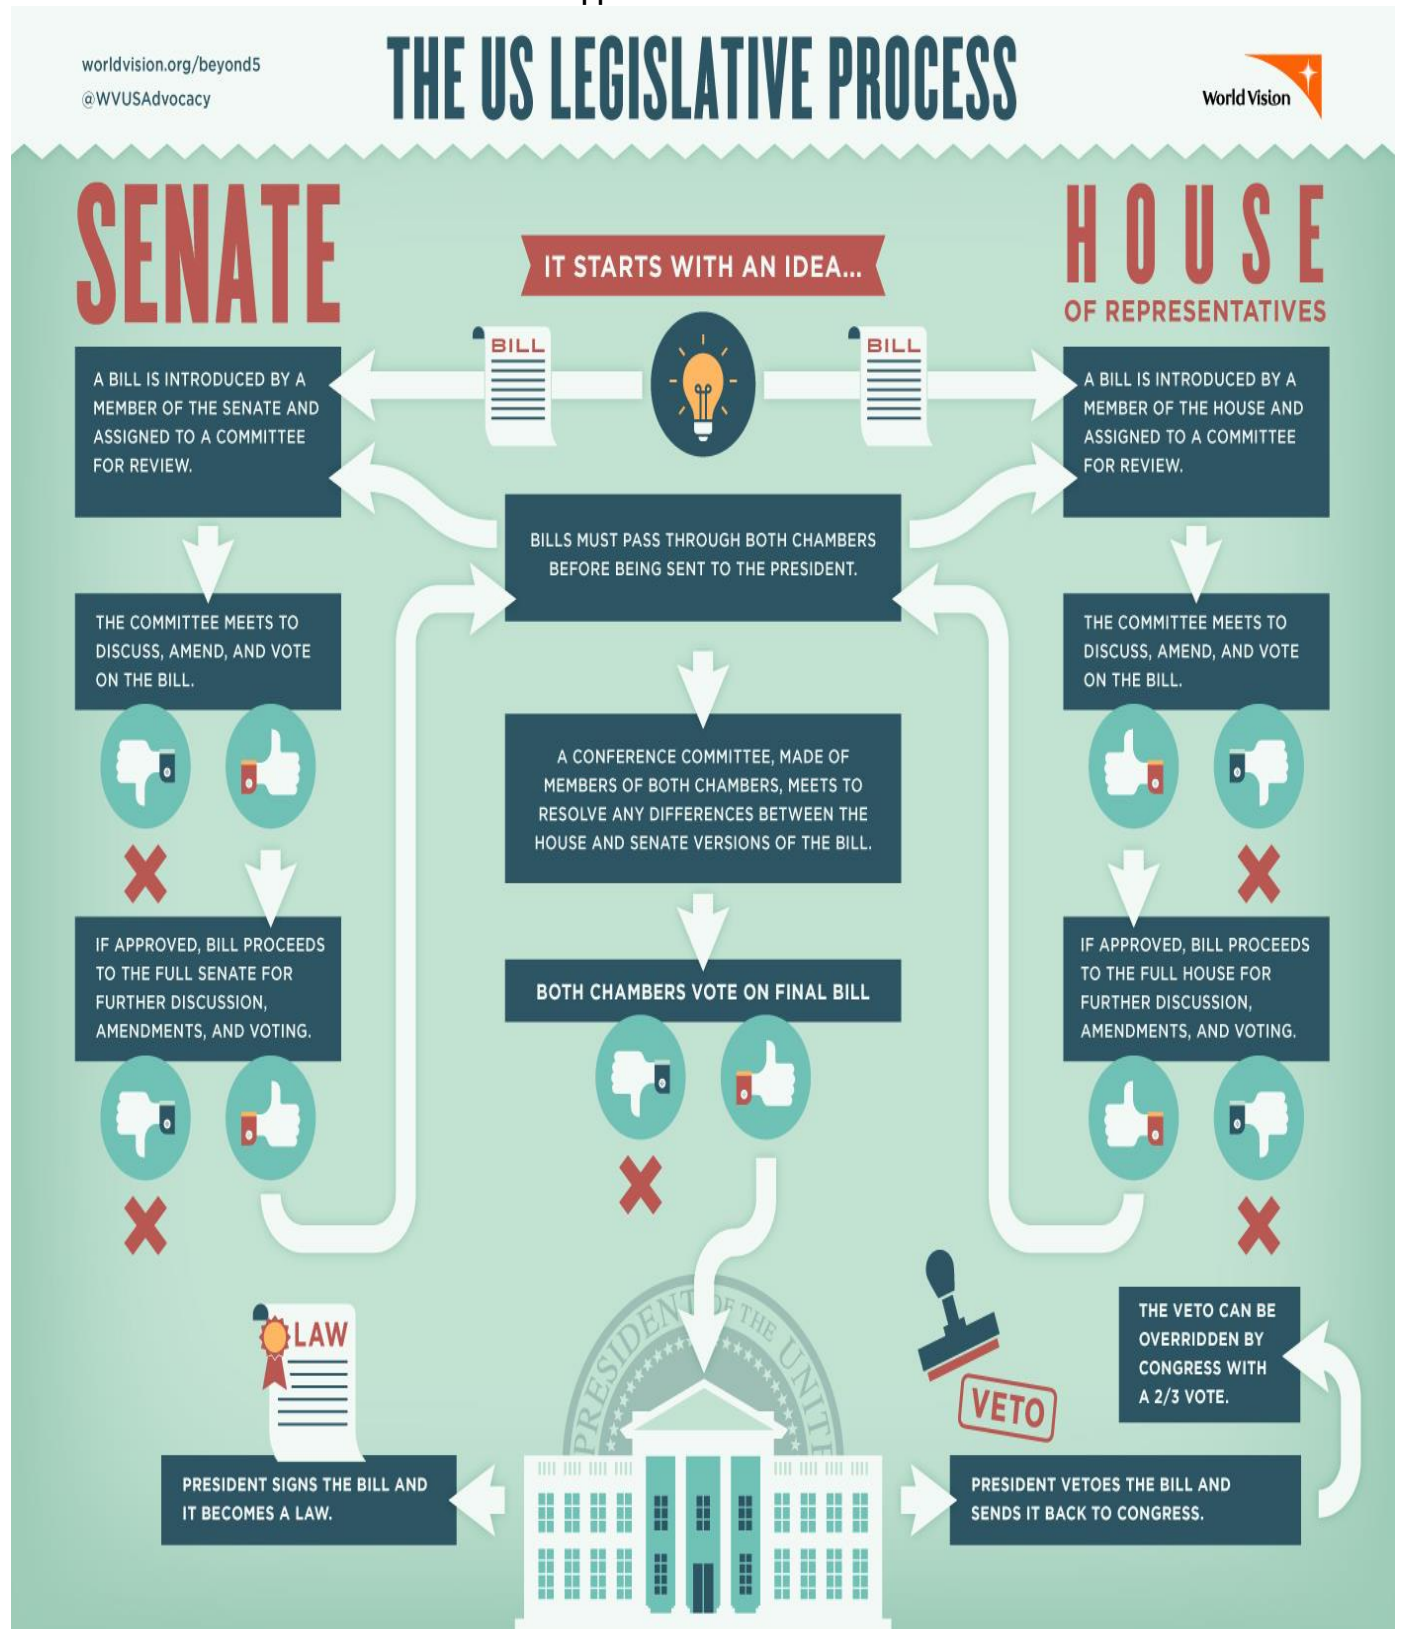 worldvision.org/beyond5
@WVUSAdvocacy
THE US LEGISLATIVE PROCESS
World Vision
SENATE
IT STARTS WITH AN IDEA...
HOUSE
OF REPRESENTATIVES
BILL
BILL
A BILL IS INTRODUCED BY A
MEMBER OF THE SENATE AND
ASSIGNED TO A COMMITTEE
FOR REVIEW.
A BILL IS INTRODUCED BY A
MEMBER OF THE HOUSE AND
ASSIGNED TO A COMMITTEE
FOR REVIEW.
BILLS MUST PASS THROUGH BOTH CHAMBERS
BEFORE BEING SENT TO THE PRESIDENT.
THE COMMITTEE MEETS TO
DISCUSS, AMEND, AND VOTE
ON THE BILL.
THE COMMITTEE MEETS TO
DISCUSS, AMEND, AND VOTE
ON THE BILL.
A CONFERENCE COMMITTEE, MADE OF
MEMBERS OF BOTH CHAMBERS, MEETS TO
RESOLVE ANY DIFFERENCES BETWEEN THE
HOUSE AND SENATE VERSIONS OF THE BILL.
IF APPROVED, BILL PROCEEDS
TO THE FULL SENATE FOR
FURTHER DISCUSSION,
AMENDMENTS, AND VOTING.
BOTH CHAMBERS VOTE ON FINAL BILL
IF APPROVED, BILL PROCEEDS
TO THE FULL HOUSE FOR
FURTHER DISCUSSION,
AMENDMENTS, AND VOTING.
LAW
PRESIDENT OF THE UNITE
VETO
THE VETO CAN BE
OVERRIDDEN BY
CONGRESS WITH
A 2/3 VOTE.
PRESIDENT SIGNS THE BILL AND
IT BECOMES A LAW.
PRESIDENT VETOES THE BILL AND
SENDS IT BACK TO CONGRESS.